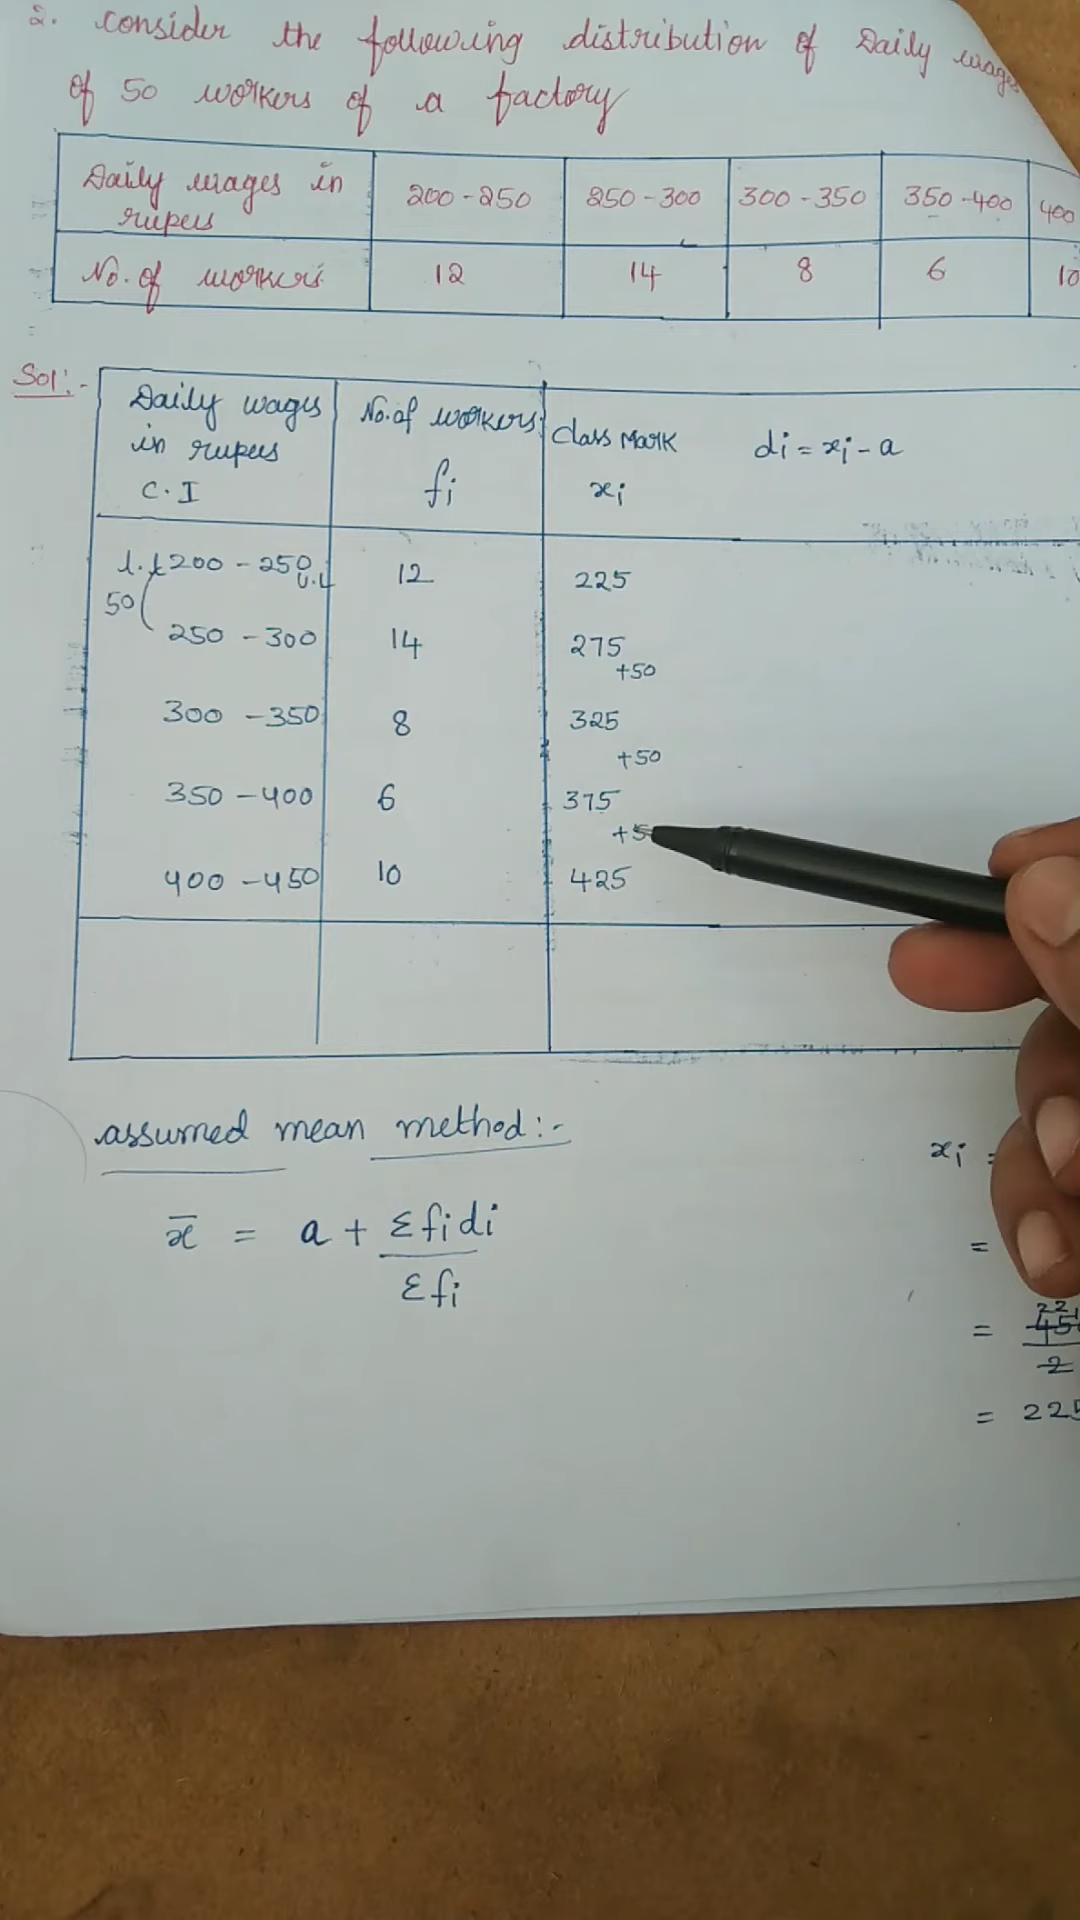 2. Consider the following distribution of Daily wages
of 50 workers of a factory
Daily wages in rupees 200-250 250-300 300-350 350-400 400
No. of workers 12 14 8 6 10
Sol:-
Daily wages in rupees C.I No. of workers fi Class Mark xi di = xi - a
l.t 200 - 250 U.L 12 225
50
250 - 300 14 275
+50
300 - 350 8 325
+50
350 - 400 6 375
+5
400 - 450 10 425
assumed mean method:-
x̄ = a + Σfidi / Σfi
xi =
=
= 45 / 2
= 225